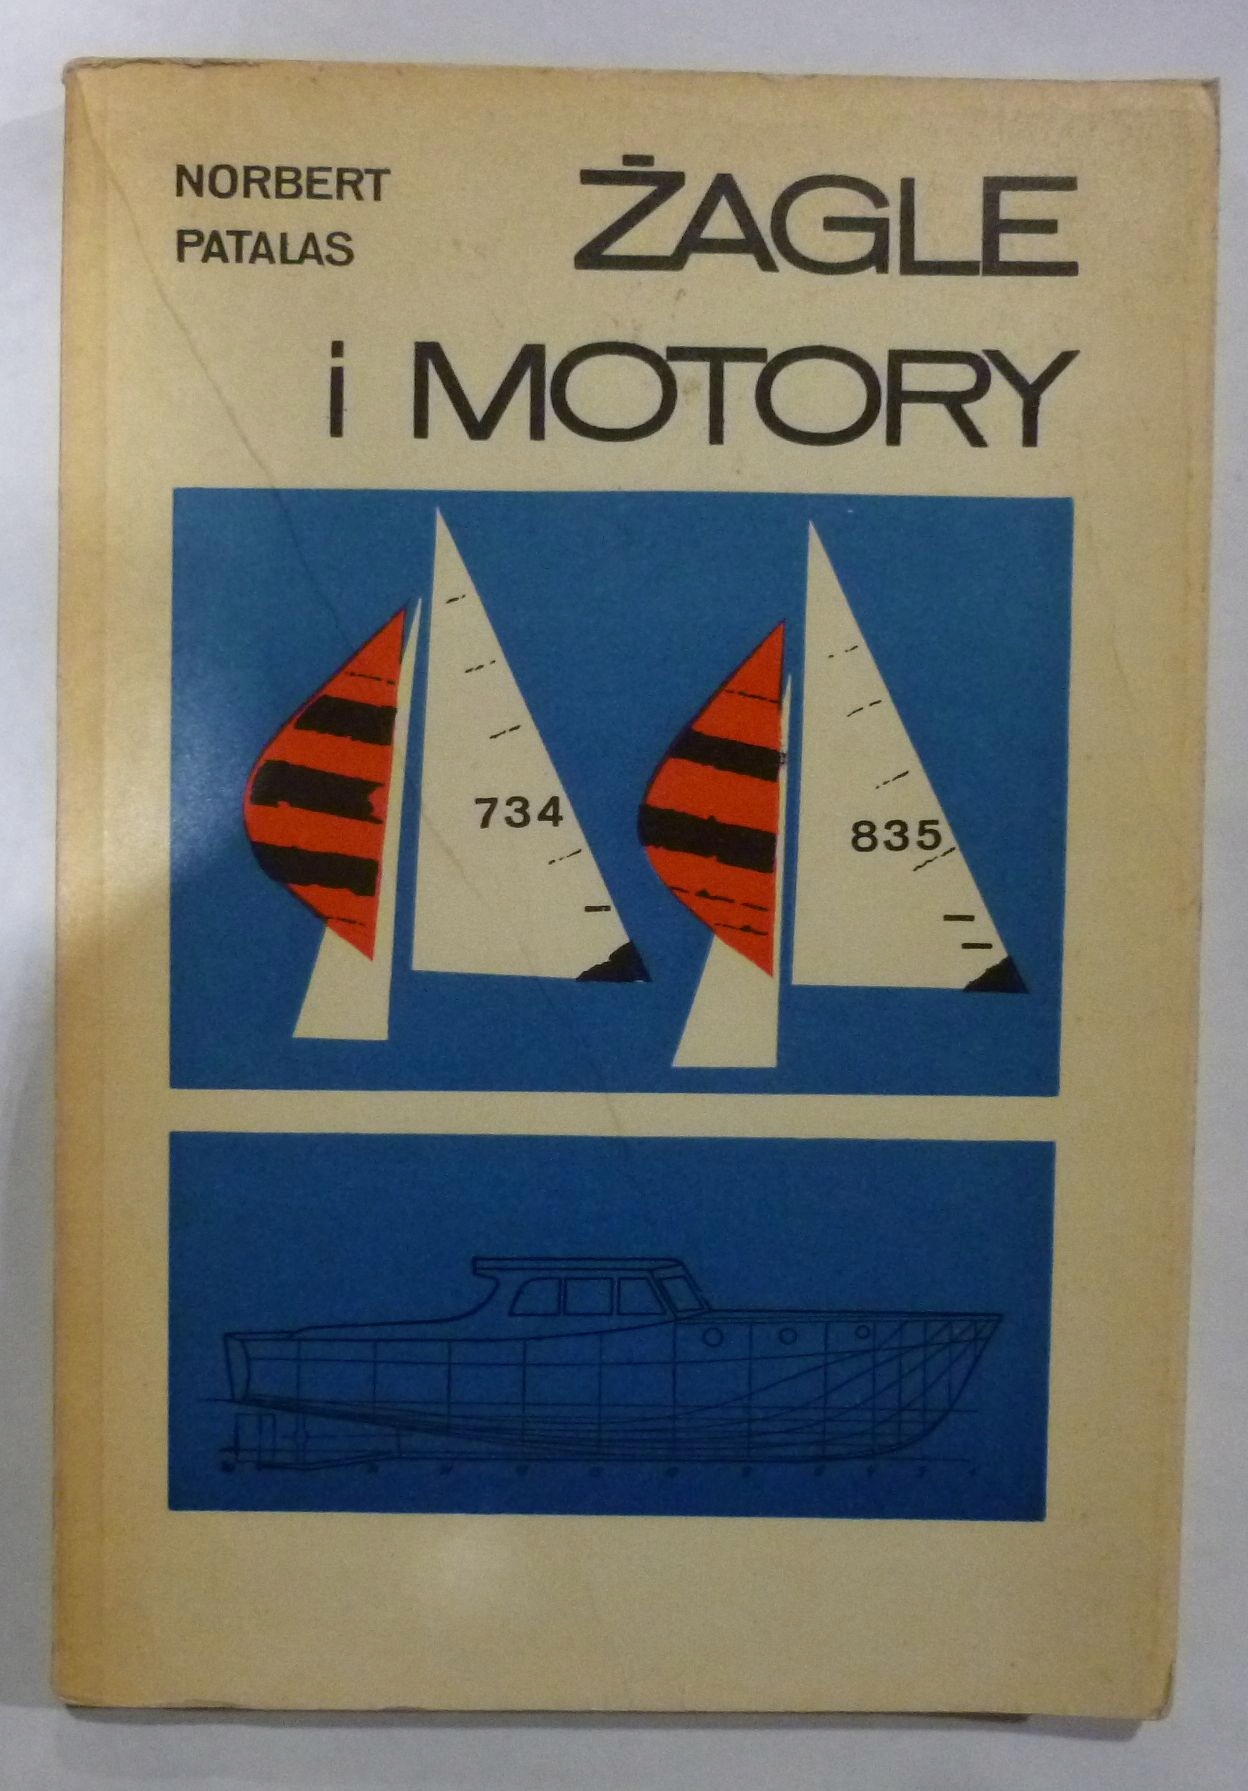 NORBERT
PATALAS
ŻAGLE
i MOTORY
734
835